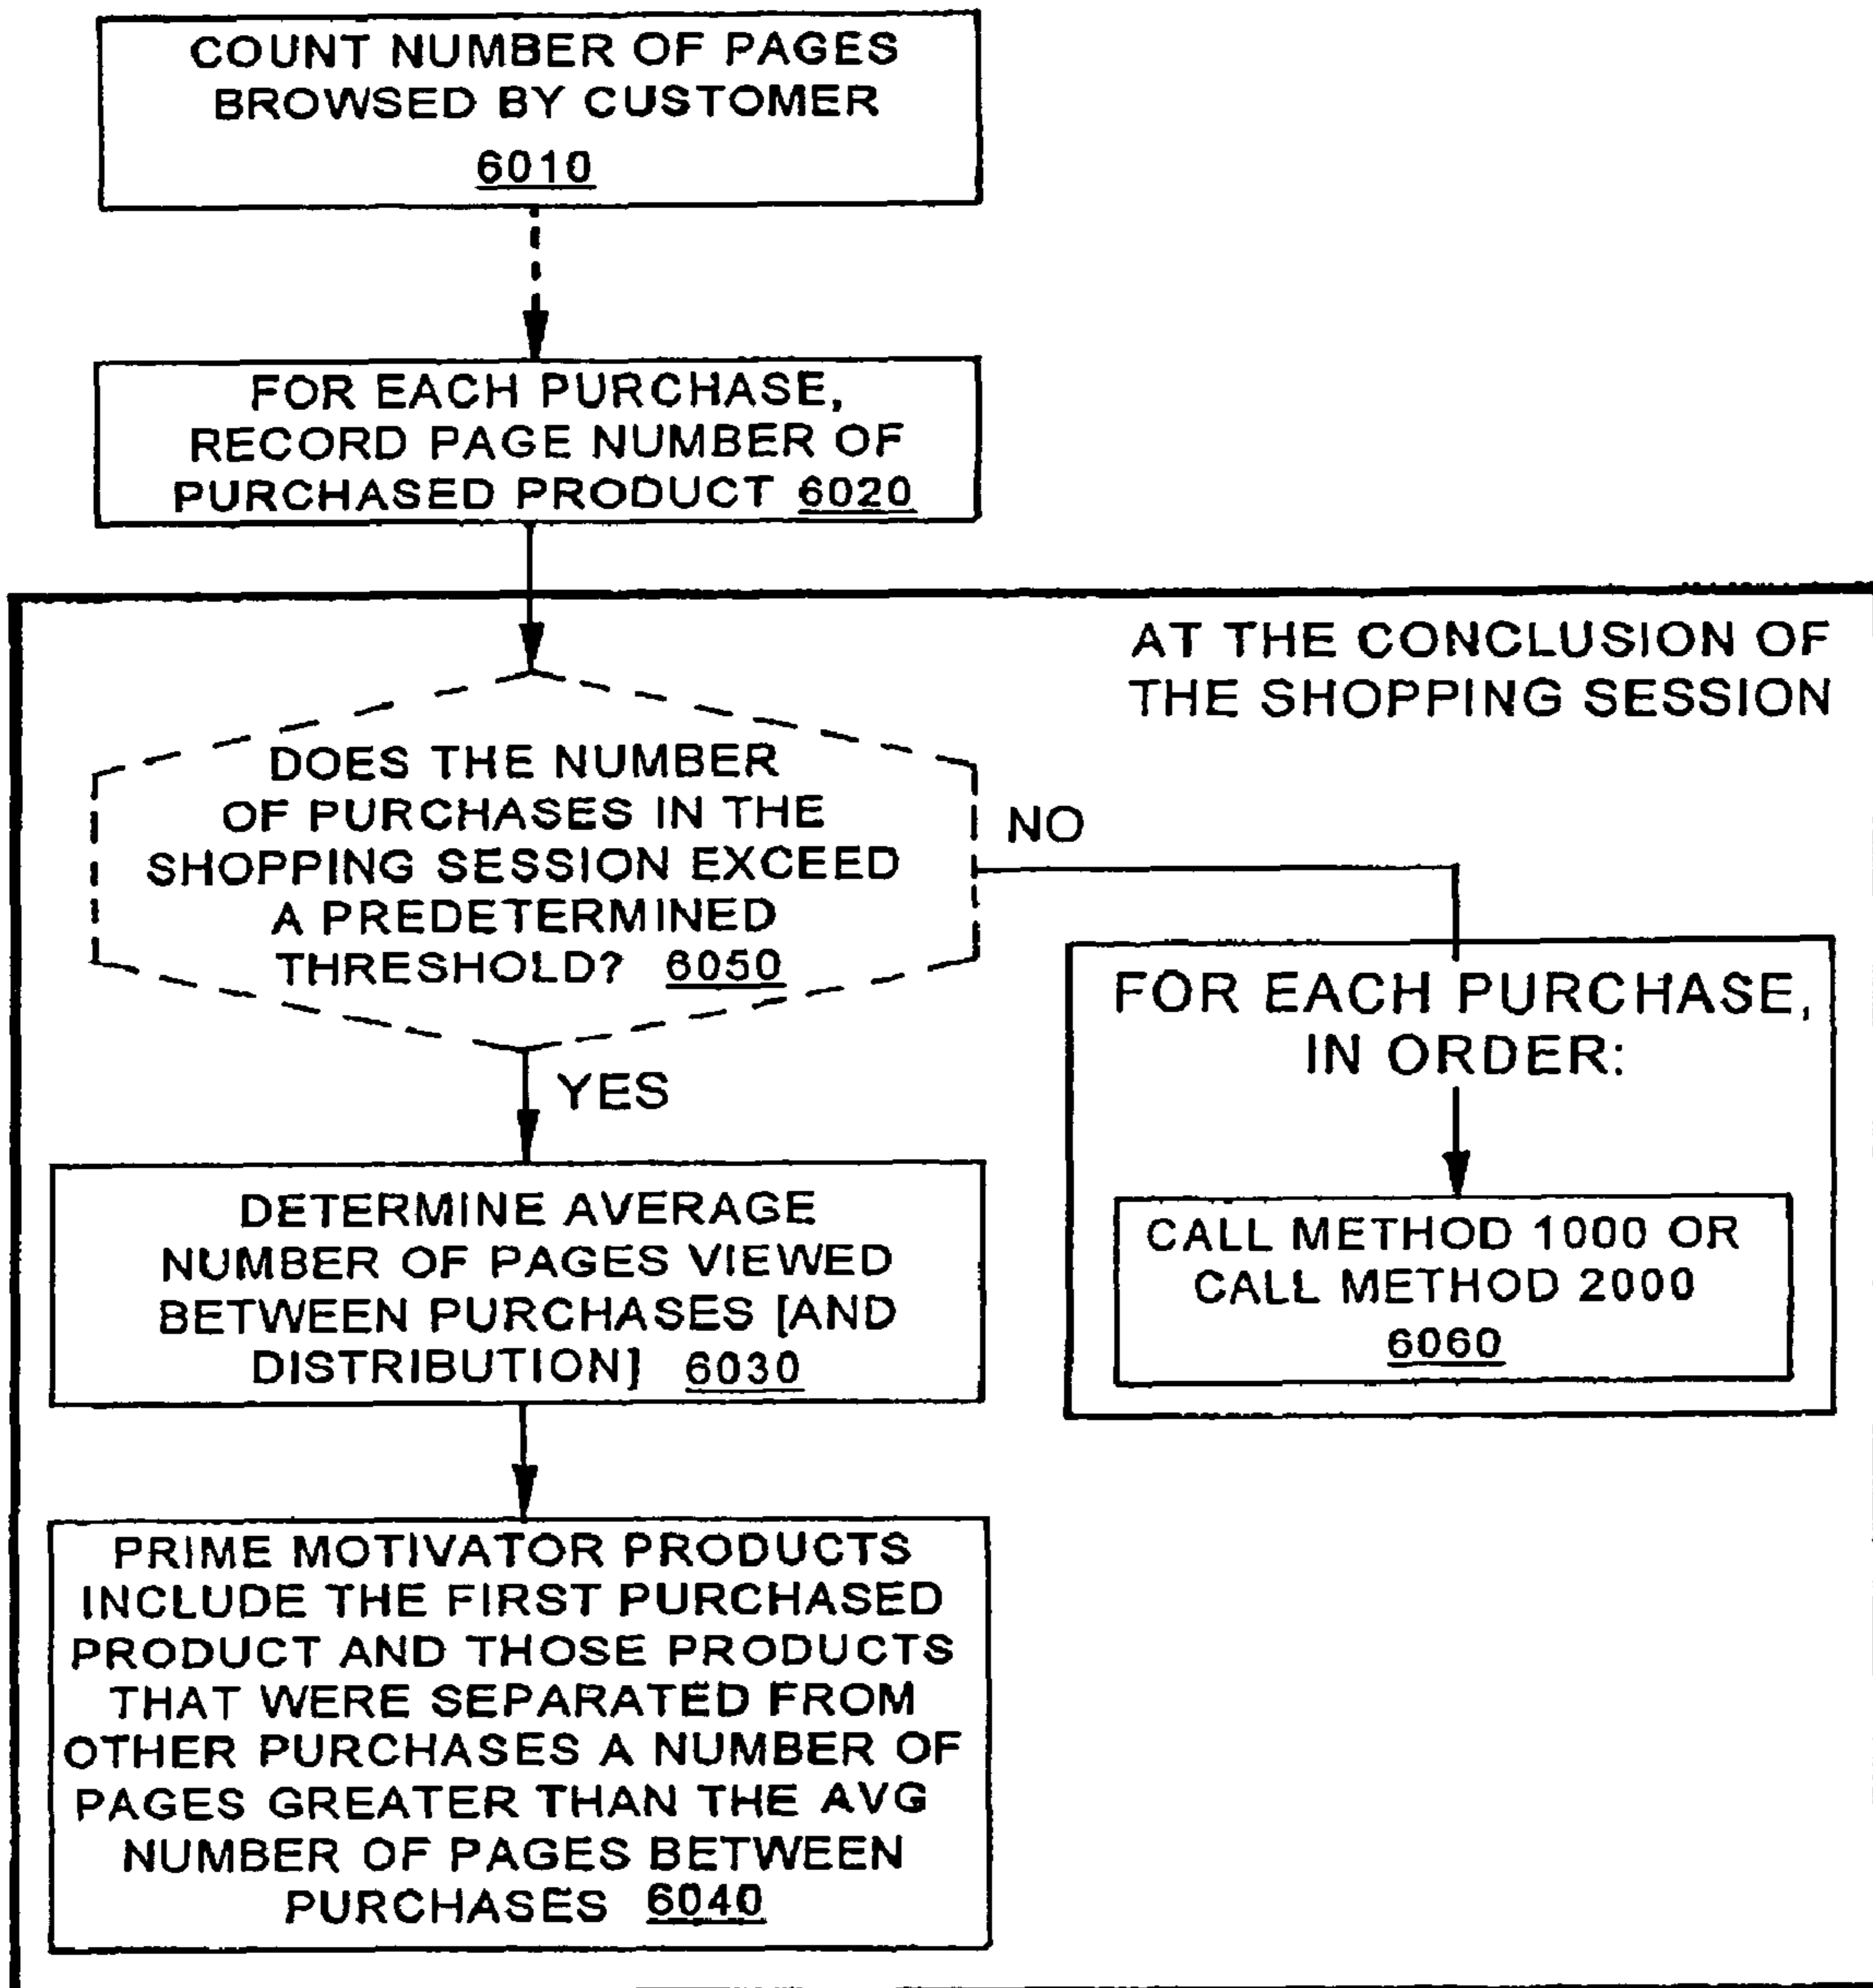 COUNT NUMBER OF PAGES
BROWSED BY CUSTOMER
6010
FOR EACH PURCHASE,
RECORD PAGE NUMBER OF
PURCHASED PRODUCT 6020
AT THE CONCLUSION OF
THE SHOPPING SESSION
DOES THE NUMBER
OF PURCHASES IN THE
SHOPPING SESSION EXCEED
A PREDETERMINED
THRESHOLD? 6050
NO
YES
FOR EACH PURCHASE,
IN ORDER:
CALL METHOD 1000 OR
CALL METHOD 2000
6060
DETERMINE AVERAGE
NUMBER OF PAGES VIEWED
BETWEEN PURCHASES [AND
DISTRIBUTION] 6030
PRIME MOTIVATOR PRODUCTS
INCLUDE THE FIRST PURCHASED
PRODUCT AND THOSE PRODUCTS
THAT WERE SEPARATED FROM
OTHER PURCHASES A NUMBER OF
PAGES GREATER THAN THE AVG
NUMBER OF PAGES BETWEEN
PURCHASES 6040